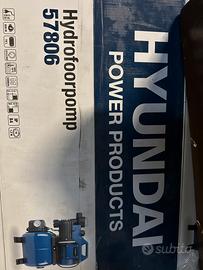 Hydrofoorpomp
57806
HYUNDAI
POWER PRODUCTS
subito